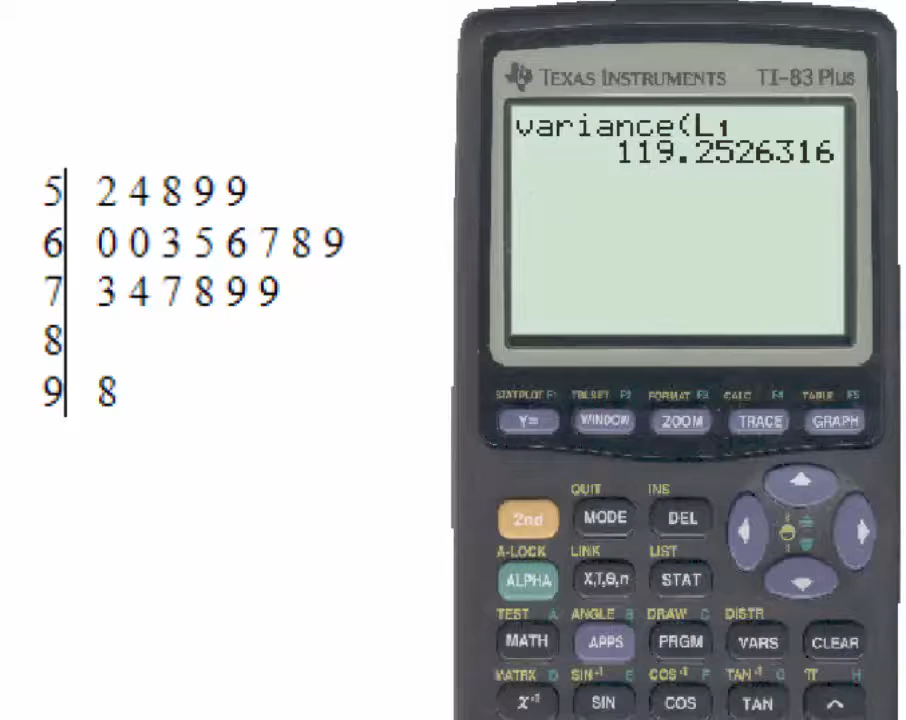 5 2 4 8 9 9
6 0 0 3 5 6 7 8 9
7 3 4 7 8 9 9
8
9 8
TEXAS INSTRUMENTS TI-83 Plus
variance(L₁
119.2526316
STATPLOT F1 TBLSET F2 FORMAT F3 CALC F4 TABLE F5
Y= WINDOW ZOOM TRACE GRAPH
QUIT INS
2nd MODE DEL
A-LOCK LINK LIST
ALPHA X,T,θ,n STAT
TEST A ANGLE B DRAW C DISTR
MATH APPS PRGM VARS CLEAR
MATRX D SIN⁻¹ E COS⁻¹ F TAN⁻¹ G π H
x⁻¹ SIN COS TAN ^